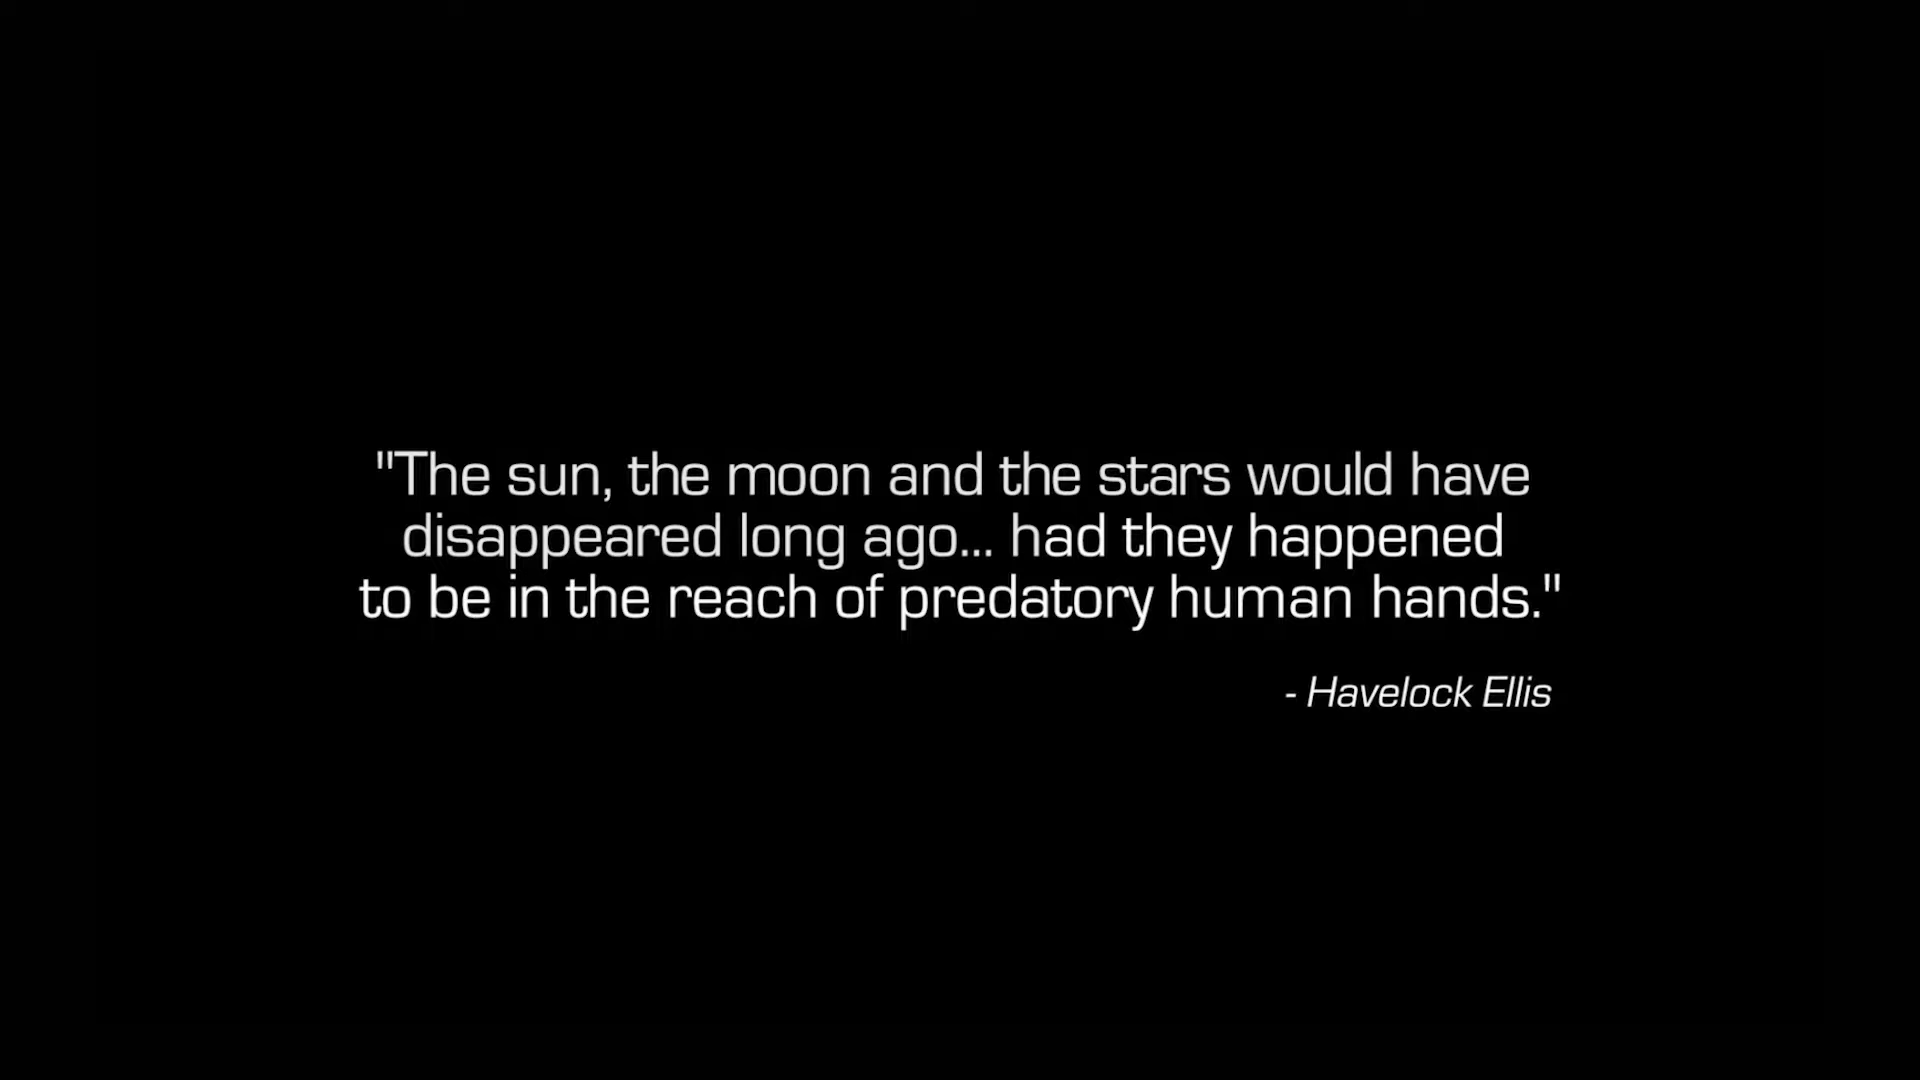 "The sun, the moon and the stars would have
disappeared long ago... had they happened
to be in the reach of predatory human hands."
- Havelock Ellis